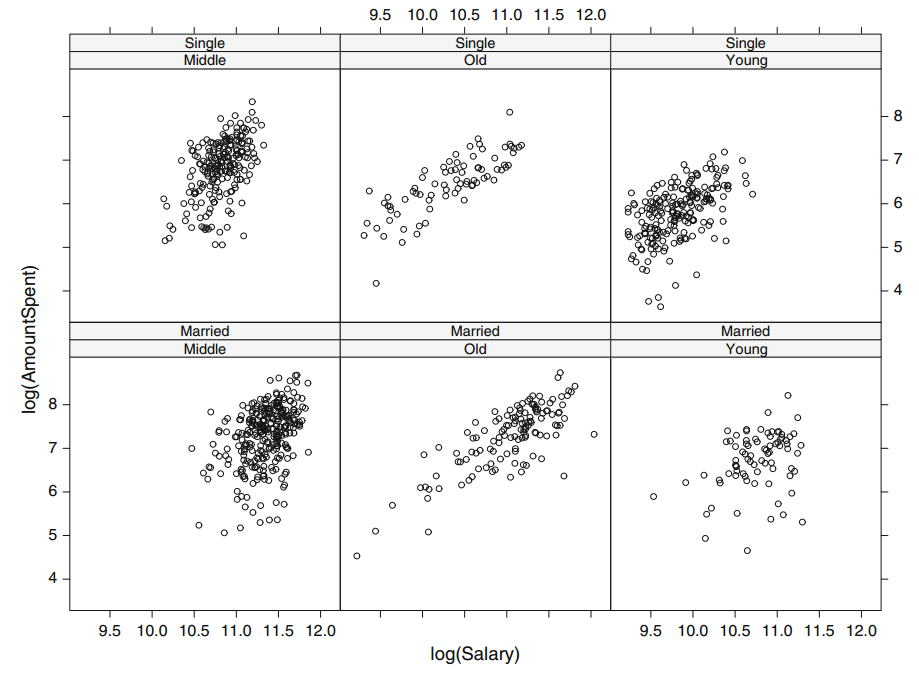 9.5 10.0 10.5 11.0 11.5 12.0
Single Single Single
Middle Old Young
8
7
6
5
4
log(AmountSpent)
Married Married Married
Middle Old Young
8
7
6
5
4
9.5 10.0 10.5 11.0 11.5 12.0 9.5 10.0 10.5 11.0 11.5 12.0
log(Salary)